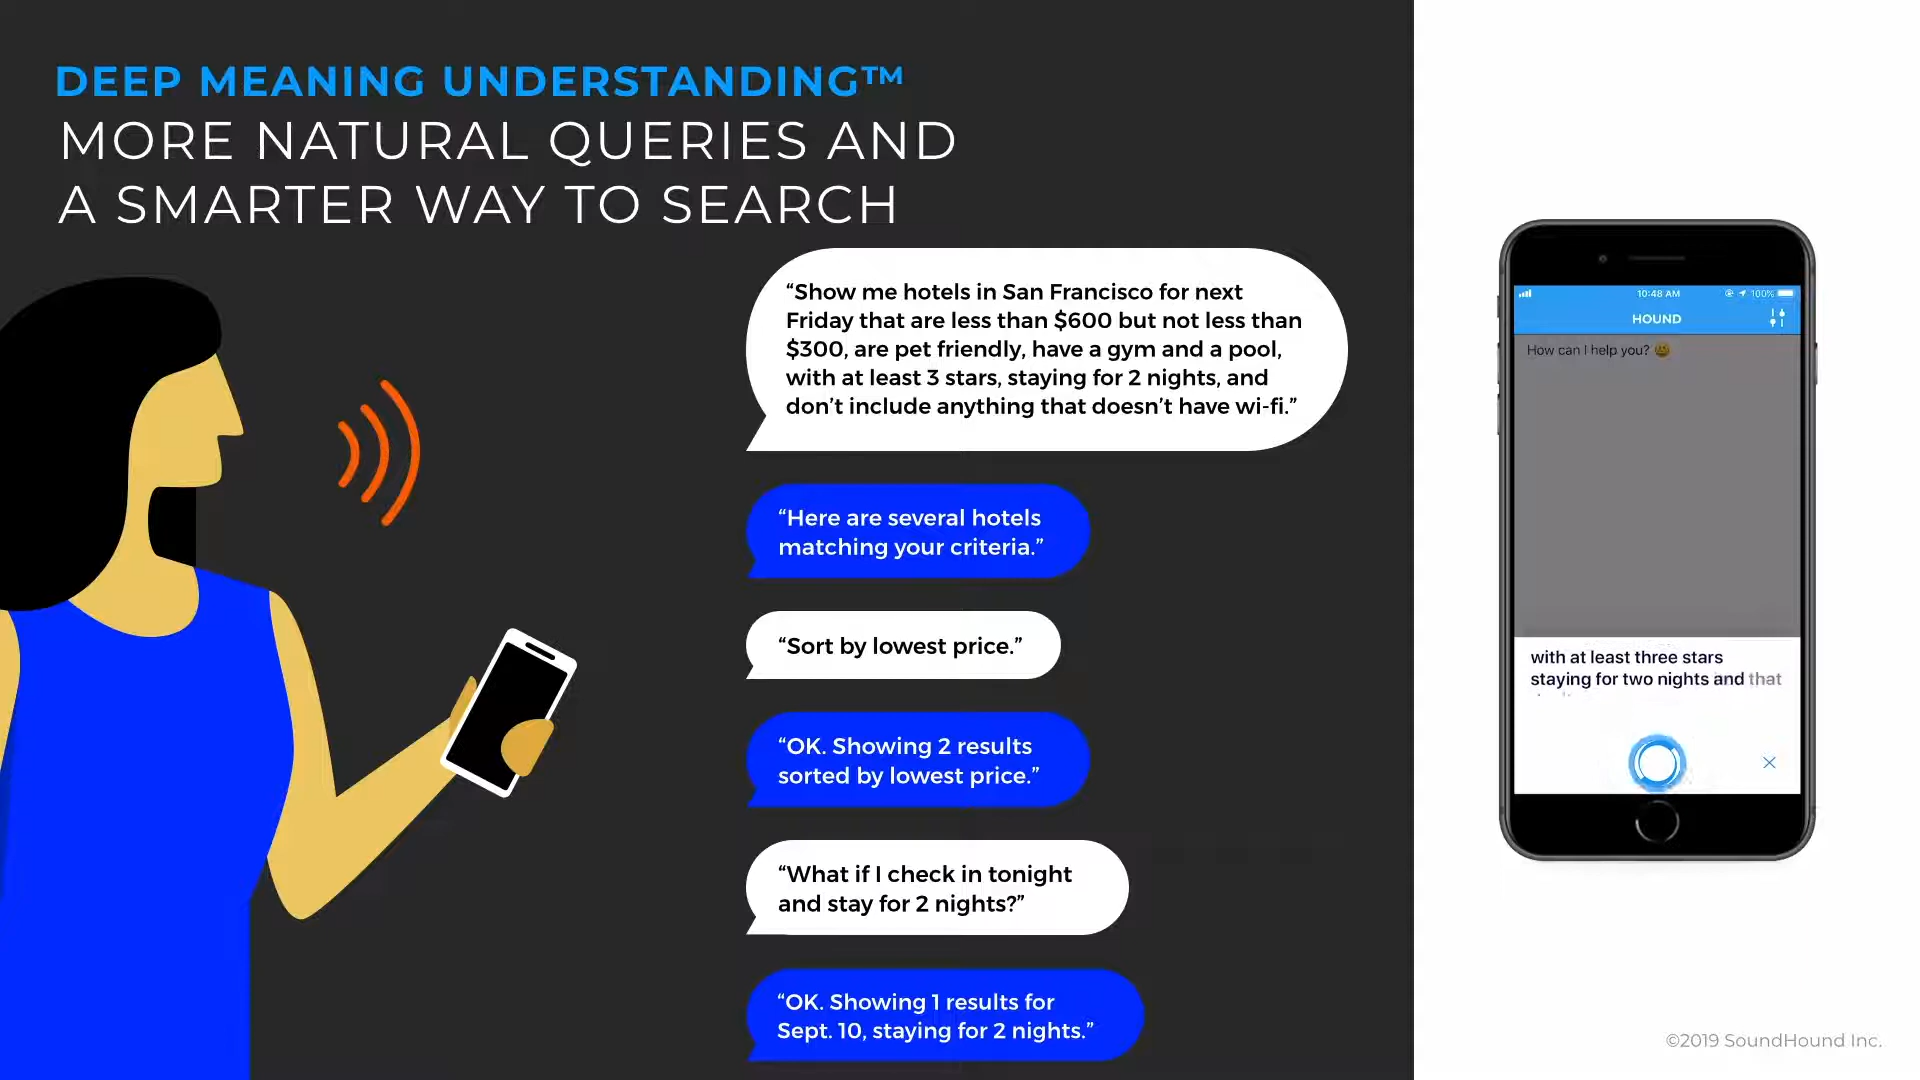 DEEP MEANING UNDERSTANDING™
MORE NATURAL QUERIES AND
A SMARTER WAY TO SEARCH
“Show me hotels in San Francisco for next
Friday that are less than $600 but not less than
$300, are pet friendly, have a gym and a pool,
with at least 3 stars, staying for 2 nights, and
don’t include anything that doesn’t have wi-fi.”
“Here are several hotels
matching your criteria.”
“Sort by lowest price.”
“OK. Showing 2 results
sorted by lowest price.”
“What if I check in tonight
and stay for 2 nights?”
“OK. Showing 1 results for
Sept. 10, staying for 2 nights.”
10:48 AM
100%
HOUND
How can I help you?
with at least three stars
staying for two nights and that
©2019 SoundHound Inc.